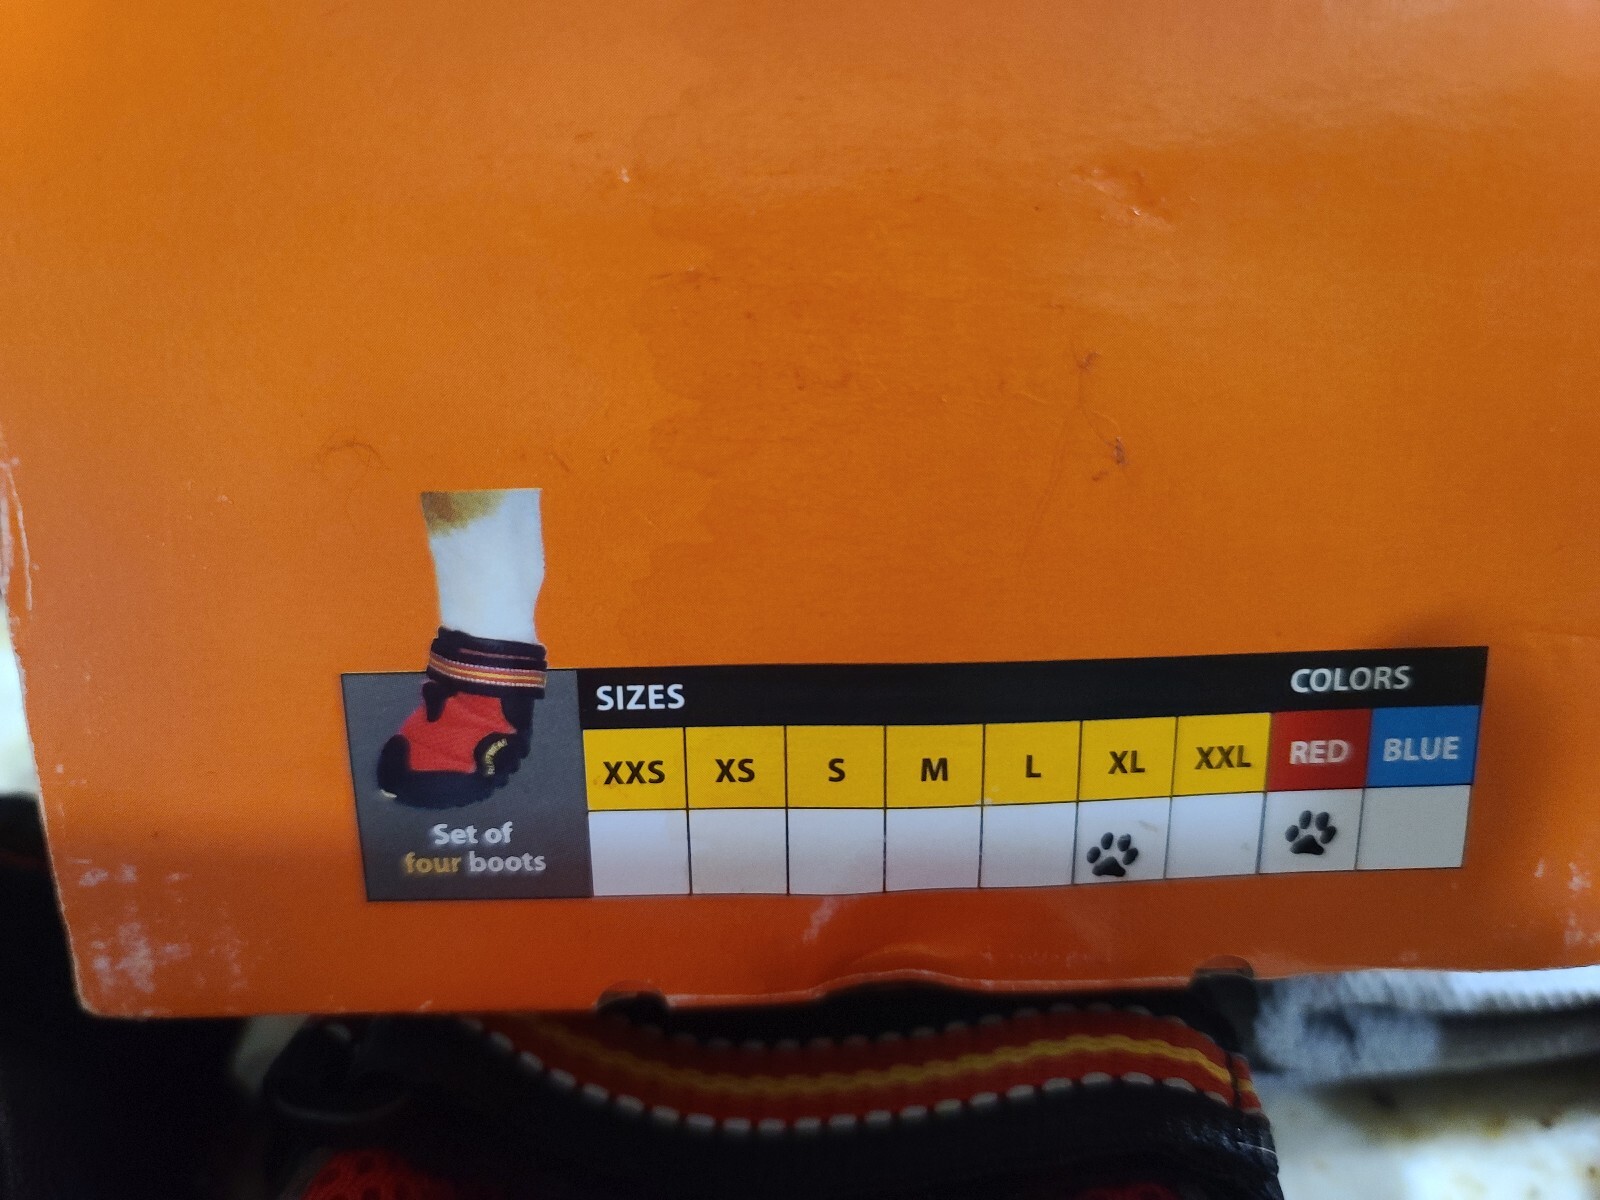 SIZES COLORS
XXS XS S M L XL XXL RED BLUE
Set of
four boots